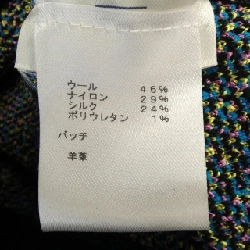 ウール 46%
ナイロン 29%
シルク 24%
ポリウレタン 1%
パッチ
羊革